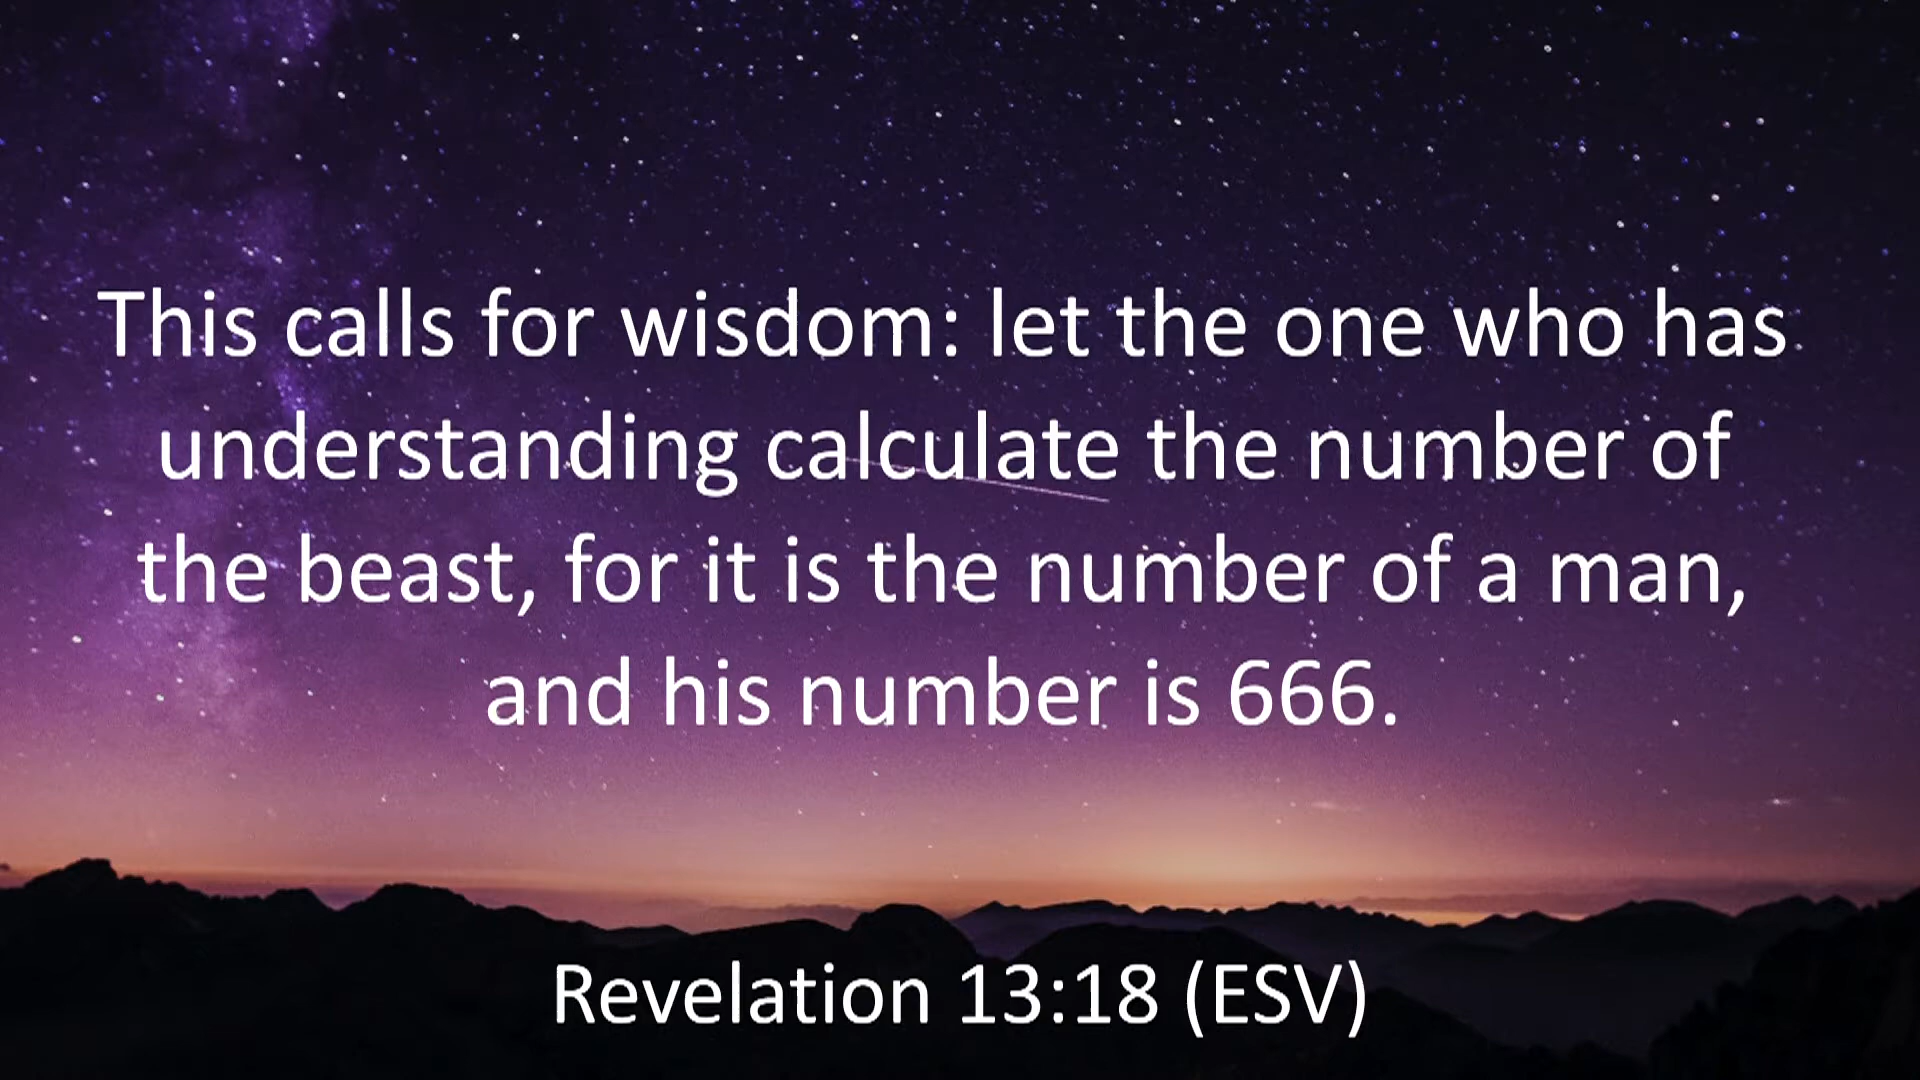 This calls for wisdom: let the one who has
understanding calculate the number of
the beast, for it is the number of a man,
and his number is 666.
Revelation 13:18 (ESV)